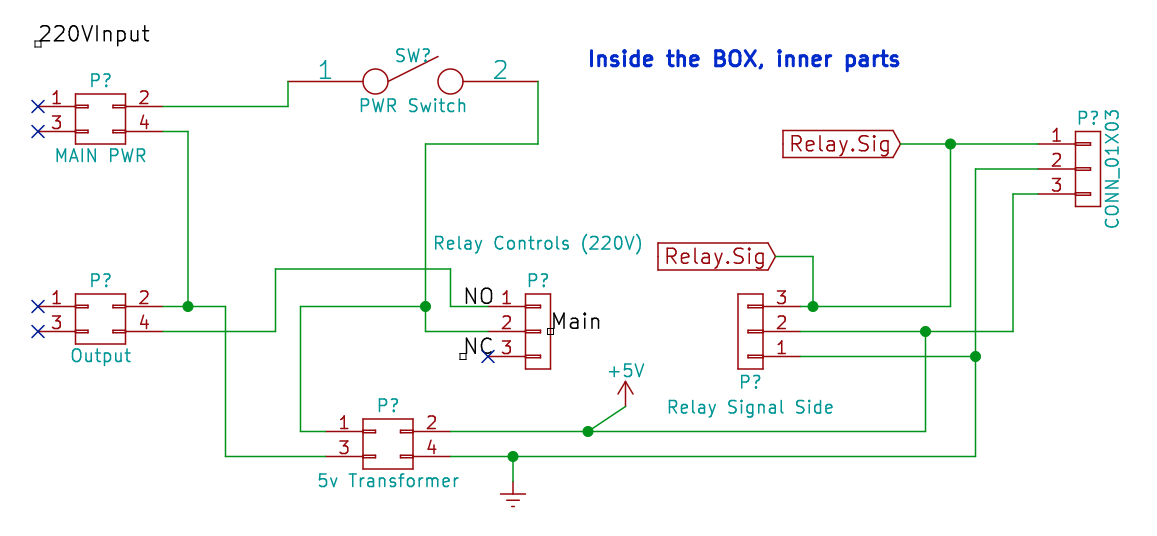 220VInput
Inside the BOX, inner parts
SW?
1 2
PWR Switch
P?
1 2
3 4
MAIN PWR
P?
CONN_01X03
1
2
3
Relay.Sig
Relay Controls (220V)
Relay.Sig
P?
1 2
3 4
Output
P?
NO 1
2 Main
NC 3
3
2
1
P?
Relay Signal Side
+5V
P?
1 2
3 4
5v Transformer